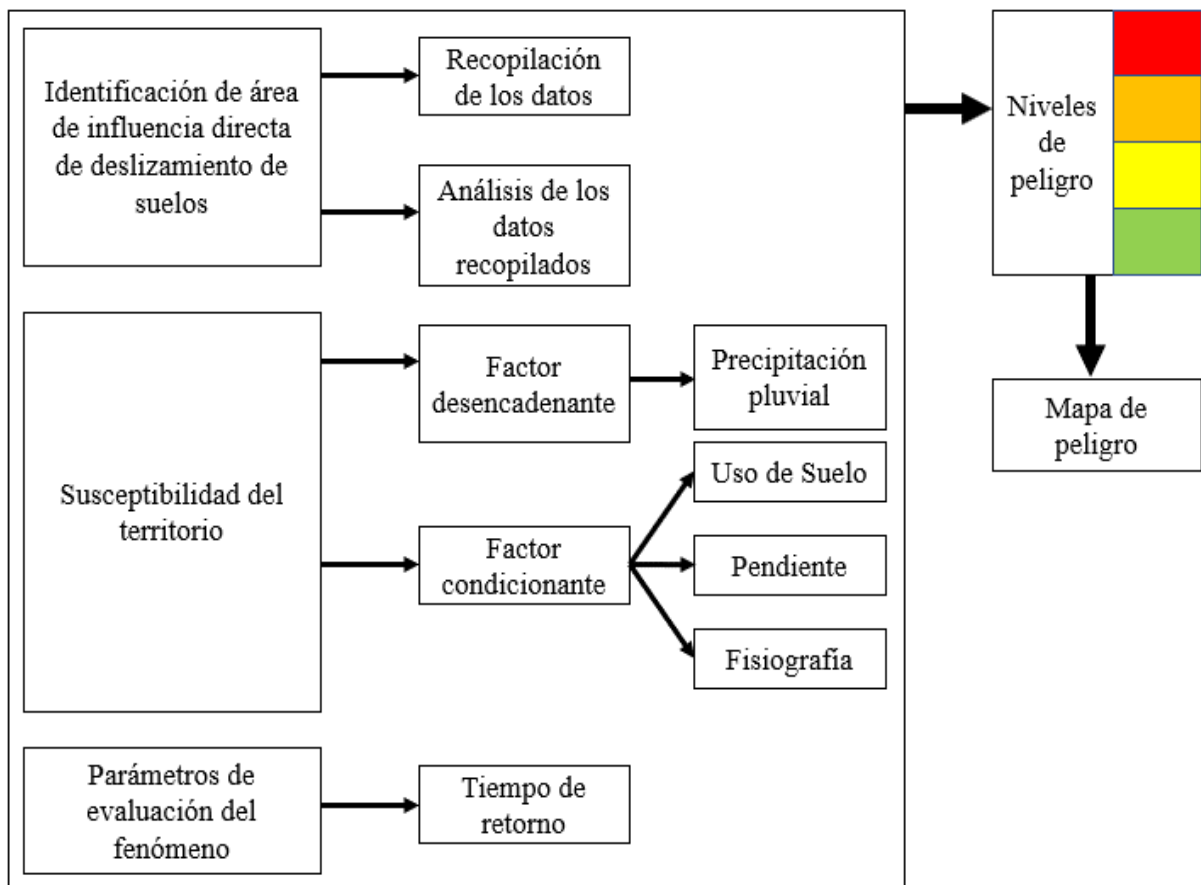 Identificación de área
de influencia directa
de deslizamiento de
suelos
Recopilación
de los datos
Análisis de los
datos
recopilados
Susceptibilidad del
territorio
Factor
desencadenante
Precipitación
pluvial
Factor
condicionante
Uso de Suelo
Pendiente
Fisiografía
Parámetros de
evaluación del
fenómeno
Tiempo de
retorno
Niveles
de
peligro
Mapa de
peligro